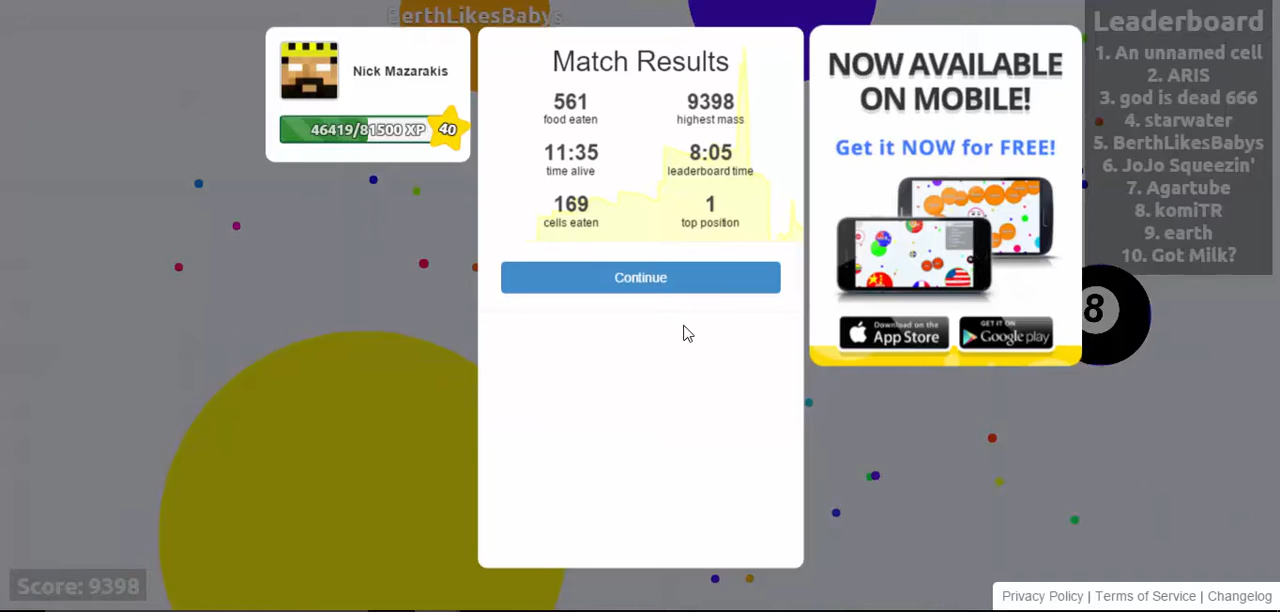 BerthLikesBabys
Nick Mazarakis
46419/81500 XP
40
Match Results
561
food eaten
9398
highest mass
11:35
time alive
8:05
leaderboard time
169
cells eaten
1
top position
Continue
NOW AVAILABLE
ON MOBILE!
Get it NOW for FREE!
Download on the
App Store
GET IT ON
Google play
Leaderboard
1. An unnamed cell
2. ARIS
3. god is dead 666
4. starwater
5. BerthLikesBabys
6. JoJo Squeezin'
7. Agartube
8. komiTR
9. earth
10. Got Milk?
8
Score: 9398
Privacy Policy | Terms of Service | Changelog